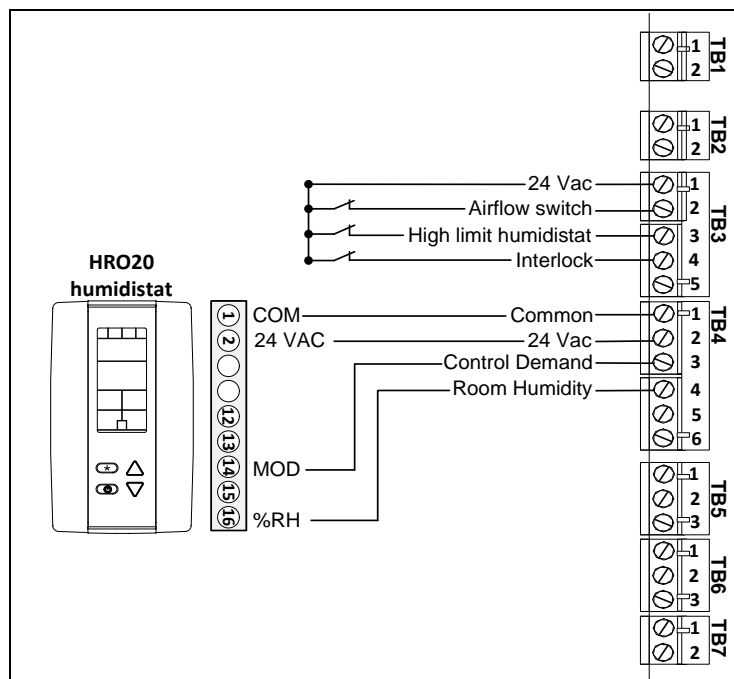 HRO20
humidistat
1 COM
2 24 VAC
12
13
14 MOD
15
16 %RH
24 Vac
Airflow switch
High limit humidistat
Interlock
Common
24 Vac
Control Demand
Room Humidity
1
2
TB1
1
2
TB2
1
2
3
4
5
TB3
1
2
3
4
5
6
TB4
1
2
3
TB5
1
2
3
TB6
1
2
TB7